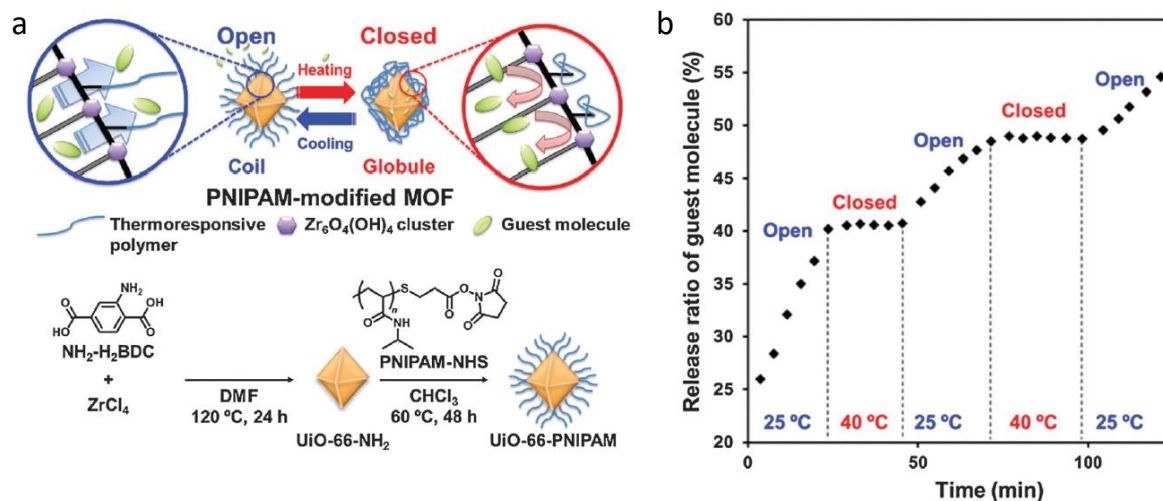 a
Open
Closed
Heating
Cooling
Coil
Globule
PNIPAM-modified MOF
Thermoresponsive
polymer
Zr6O4(OH)4 cluster
Guest molecule
NH2
O
OH
HO
O
NH2-H2BDC
+
ZrCl4
DMF
120 ºC, 24 h
UiO-66-NH2
n
S
O
O
N
O
O
O
NH
PNIPAM-NHS
CHCl3
60 ºC, 48 h
UiO-66-PNIPAM
b
Release ratio of guest molecule (%)
60
55
50
45
40
35
30
25
20
Open
Closed
Open
Closed
Open
25 ºC
40 ºC
25 ºC
40 ºC
25 ºC
0
50
100
Time (min)